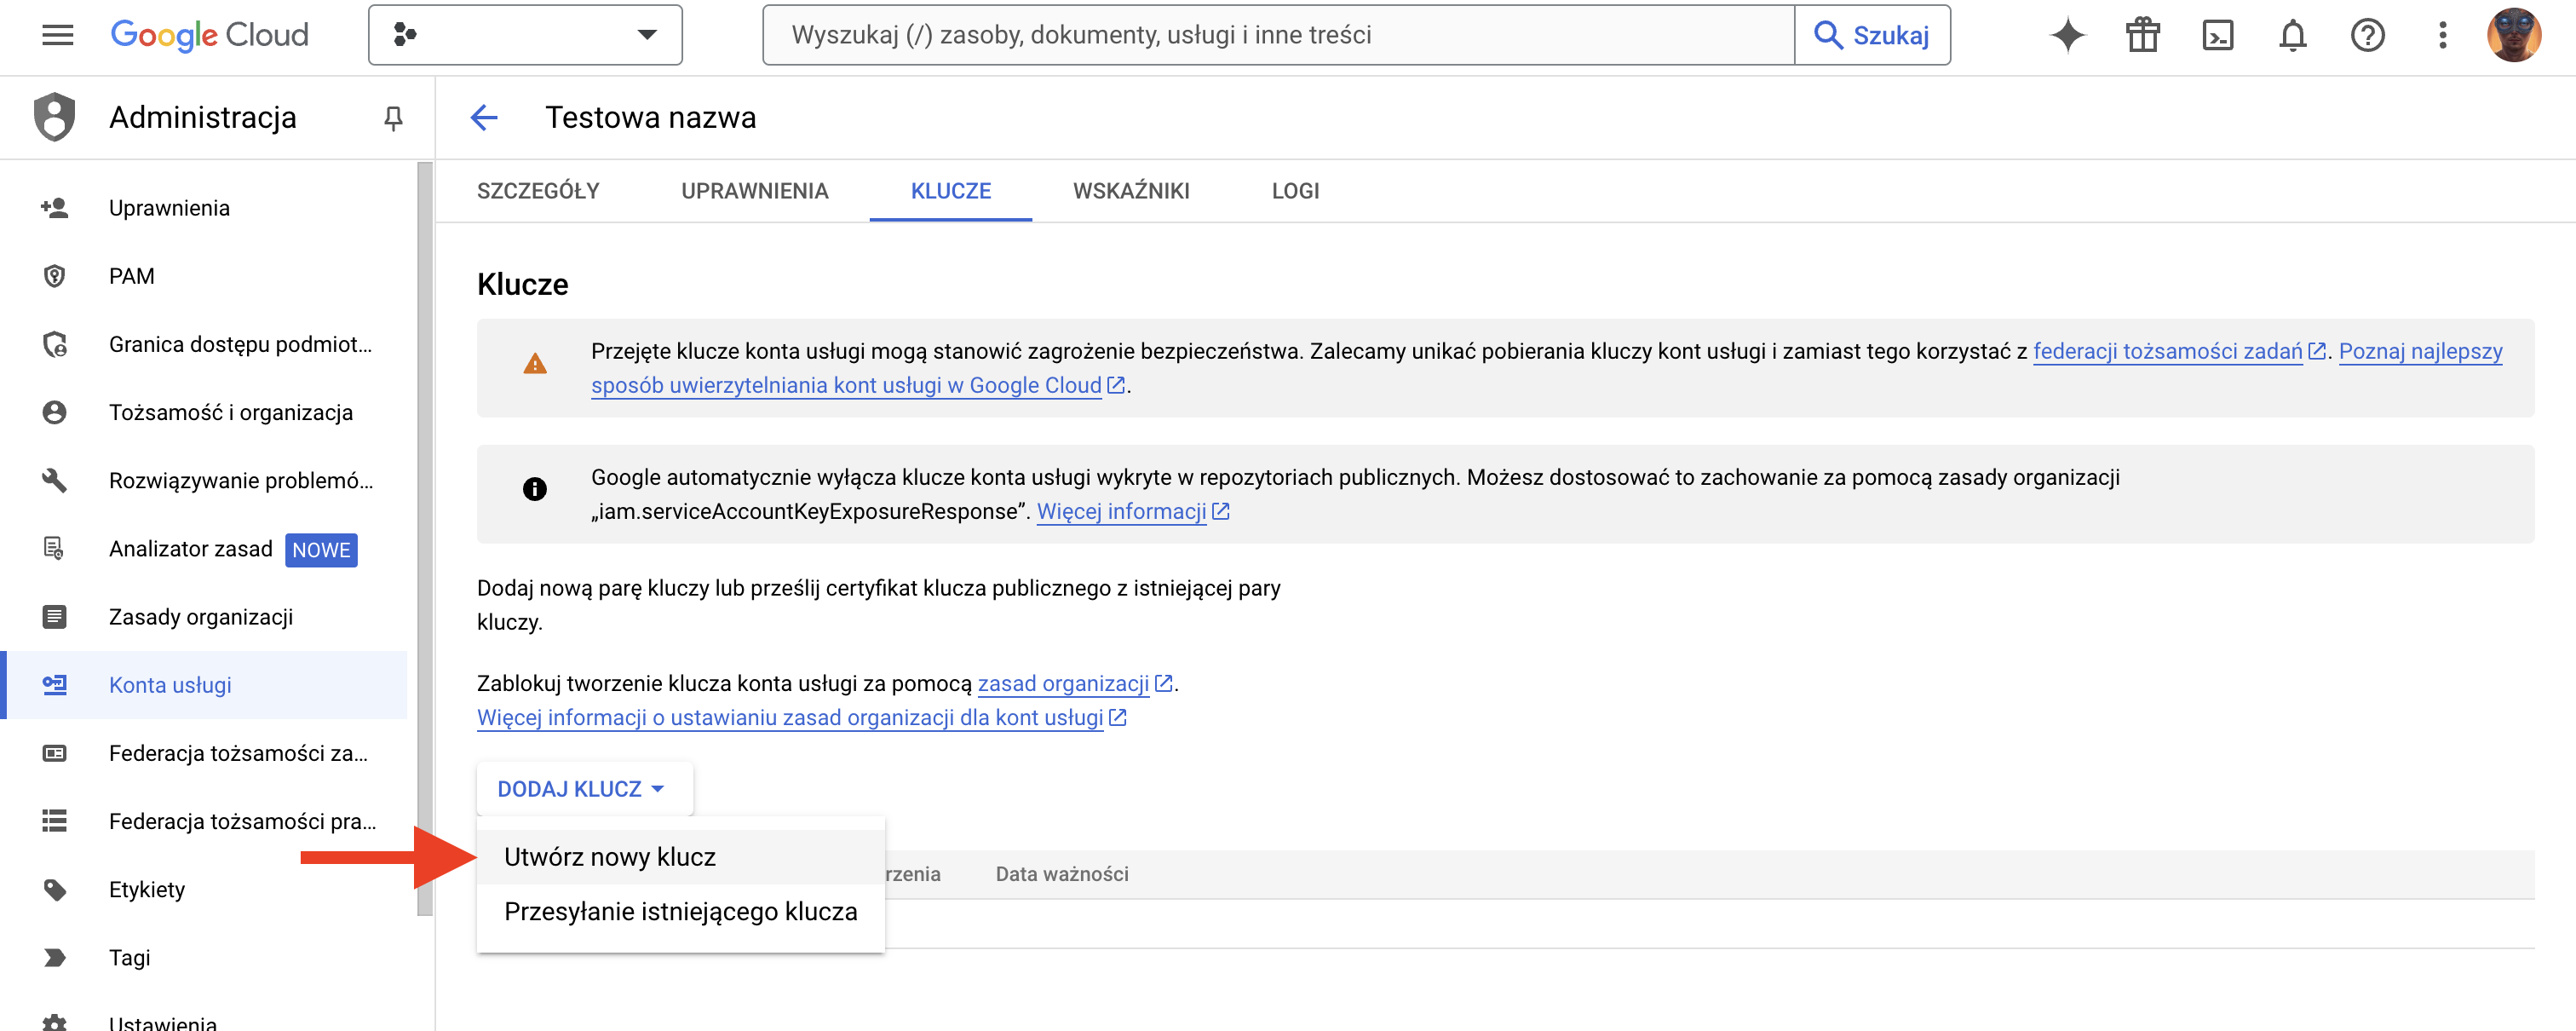 Google Cloud
Wyszukaj (/) zasoby, dokumenty, usługi i inne treści
Szukaj
Administracja
Testowa nazwa
SZCZEGÓŁY
UPRAWNIENIA
KLUCZE
WSKAŹNIKI
LOGI
Uprawnienia
PAM
Granica dostępu podmiot...
Tożsamość i organizacja
Rozwiązywanie problemó...
Analizator zasad NOWE
Zasady organizacji
Konta usługi
Federacja tożsamości za...
Federacja tożsamości pra...
Etykiety
Tagi
Ustawienia
Klucze
Przejęte klucze konta usługi mogą stanowić zagrożenie bezpieczeństwa. Zalecamy unikać pobierania kluczy kont usługi i zamiast tego korzystać z federacji tożsamości zadań. Poznaj najlepszy
sposób uwierzytelniania kont usługi w Google Cloud.
Google automatycznie wyłącza klucze konta usługi wykryte w repozytoriach publicznych. Możesz dostosować to zachowanie za pomocą zasady organizacji
„iam.serviceAccountKeyExposureResponse”. Więcej informacji
Dodaj nową parę kluczy lub prześlij certyfikat klucza publicznego z istniejącej pary
kluczy.
Zablokuj tworzenie klucza konta usługi za pomocą zasad organizacji.
Więcej informacji o ustawianiu zasad organizacji dla kont usługi
DODAJ KLUCZ
Utwórz nowy klucz
Przesyłanie istniejącego klucza
rzenia
Data ważności